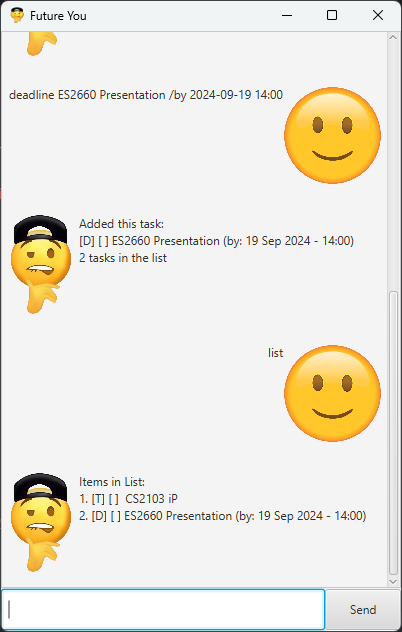 Future You
deadline ES2660 Presentation /by 2024-09-19 14:00
Added this task:
[D] [ ] ES2660 Presentation (by: 19 Sep 2024 - 14:00)
2 tasks in the list
list
Items in List:
1. [T] [ ]  CS2103 iP
2. [D] [ ] ES2660 Presentation (by: 19 Sep 2024 - 14:00)
Send